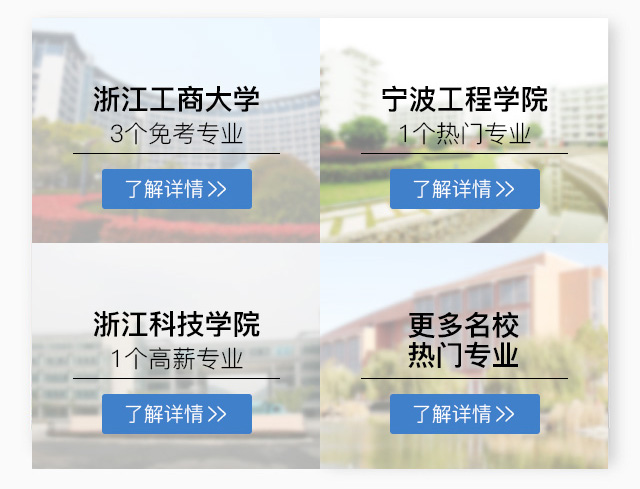 浙江工商大学
3个免考专业
了解详情>>
宁波工程学院
1个热门专业
了解详情>>
浙江科技学院
1个高薪专业
了解详情>>
更多名校
热门专业
了解详情>>